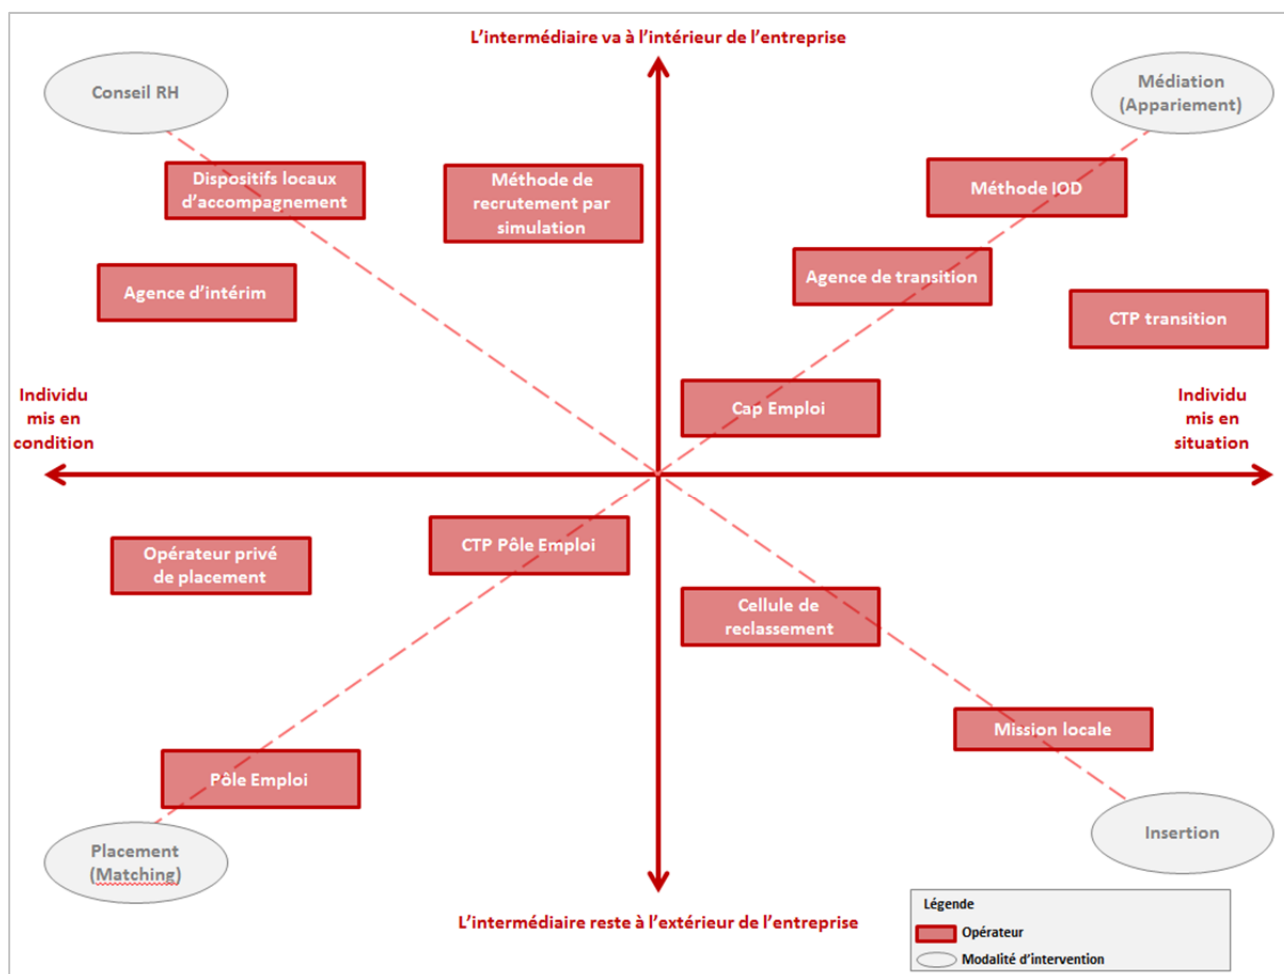 L'intermédiaire va à l'intérieur de l'entreprise
Conseil RH
Médiation
(Appariement)
Dispositifs locaux
d'accompagnement
Méthode de
recrutement par
simulation
Méthode IOD
Agence d'intérim
Agence de transition
CTP transition
Individu
mis en
condition
Cap Emploi
Individu
mis en
situation
Opérateur privé
de placement
CTP Pôle Emploi
Cellule de
reclassement
Mission locale
Pôle Emploi
Placement
(Matching)
Insertion
L'intermédiaire reste à l'extérieur de l'entreprise
Légende
Opérateur
Modalité d'intervention